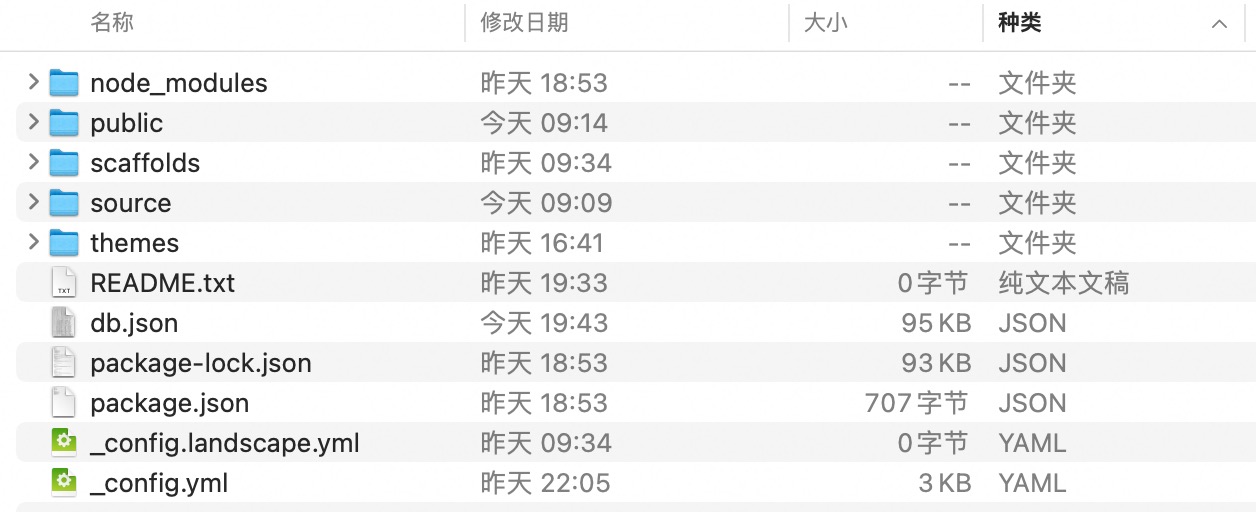 名称 修改日期 大小 种类
node_modules 昨天 18:53 -- 文件夹
public 今天 09:14 -- 文件夹
scaffolds 昨天 09:34 -- 文件夹
source 今天 09:09 -- 文件夹
themes 昨天 16:41 -- 文件夹
TXT README.txt 昨天 19:33 0字节 纯文本文稿
db.json 今天 19:43 95 KB JSON
package-lock.json 昨天 18:53 93 KB JSON
package.json 昨天 18:53 707字节 JSON
_config.landscape.yml 昨天 09:34 0字节 YAML
_config.yml 昨天 22:05 3 KB YAML